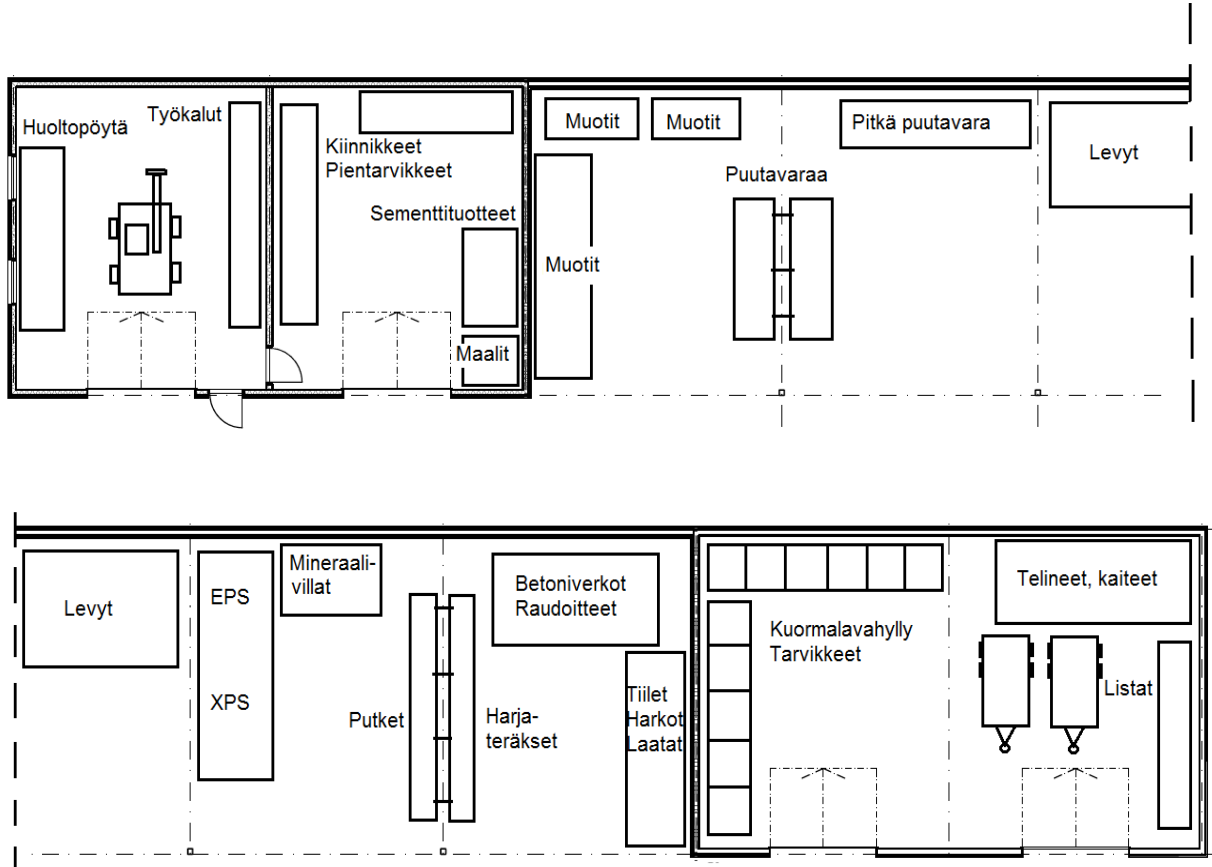 Huoltopöytä
Työkalut
Kiinnikkeet
Pientarvikkeet
Sementtituotteet
Maalit
Muotit
Muotit
Muotit
Puutavaraa
Pitkä puutavara
Levyt
Levyt
EPS
XPS
Mineraali-
villat
Putket
Harja-
teräkset
Betoniverkot
Raudoitteet
Tiilet
Harkot
Laatat
Kuormalavahylly
Tarvikkeet
Telineet, kaiteet
Listat